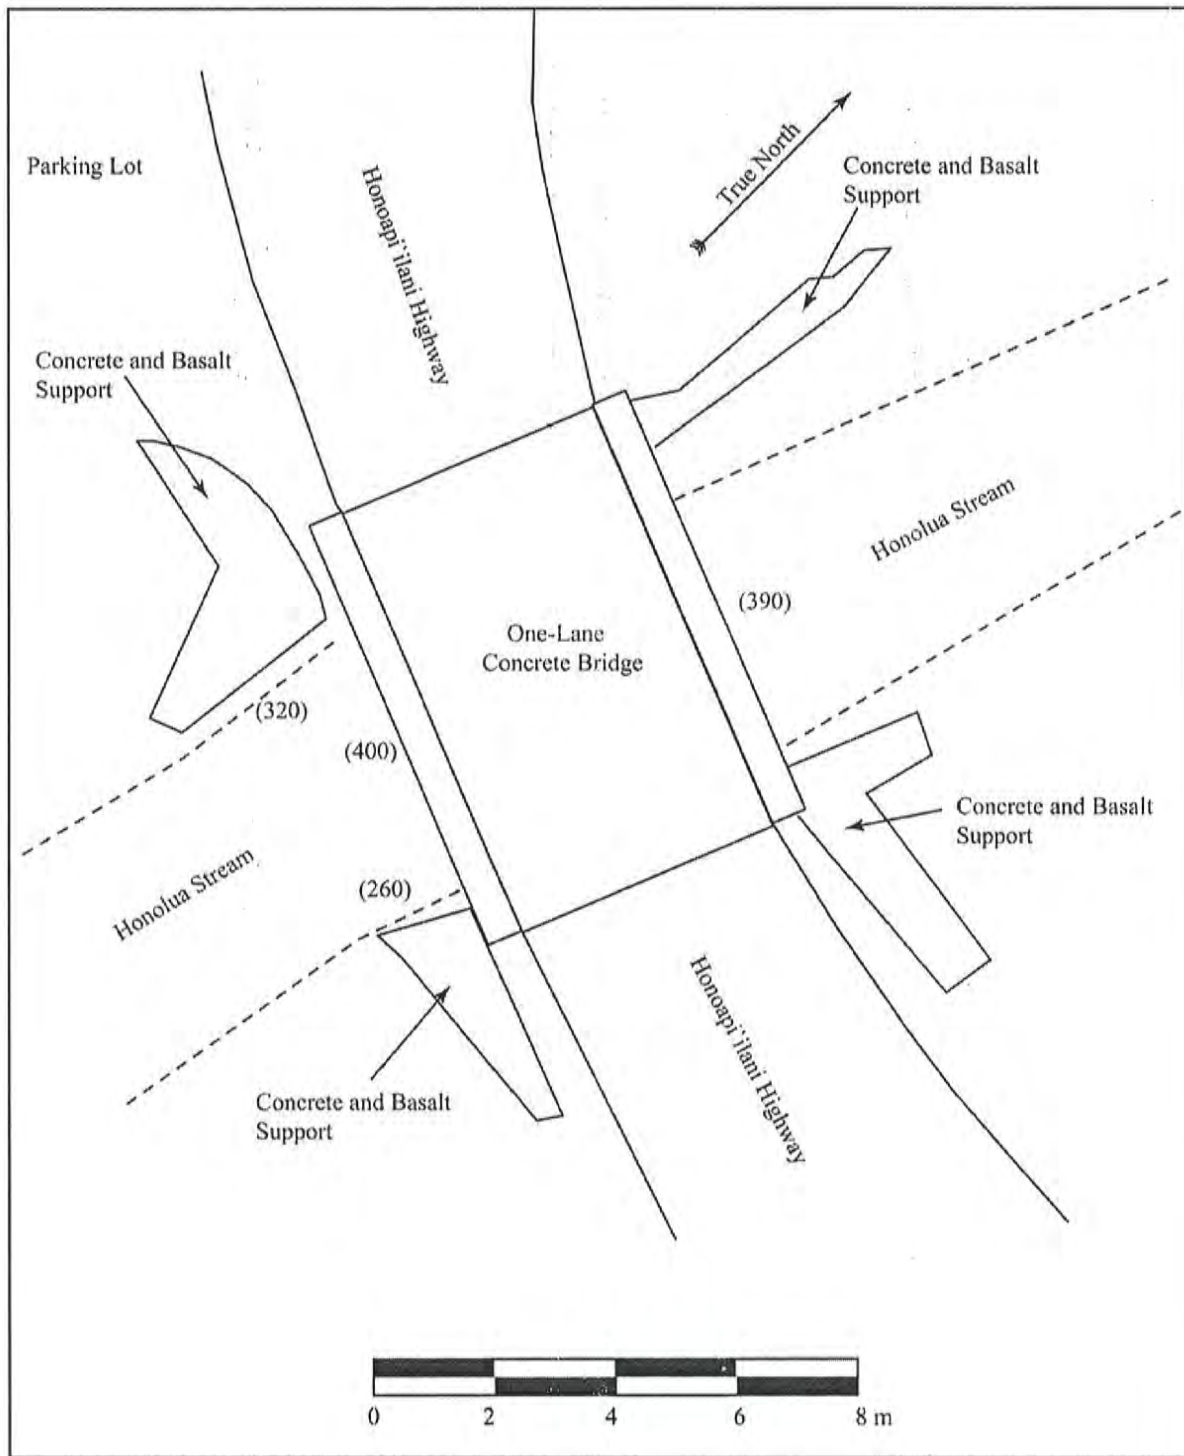 Parking Lot
Honoapi`ilani Highway
True North
Concrete and Basalt
Support
Concrete and Basalt
Support
Honolua Stream
(390)
One-Lane
Concrete Bridge
(320)
(400)
Concrete and Basalt
Support
Honolua Stream
(260)
Honoapi`ilani Highway
Concrete and Basalt
Support
0 2 4 6 8 m